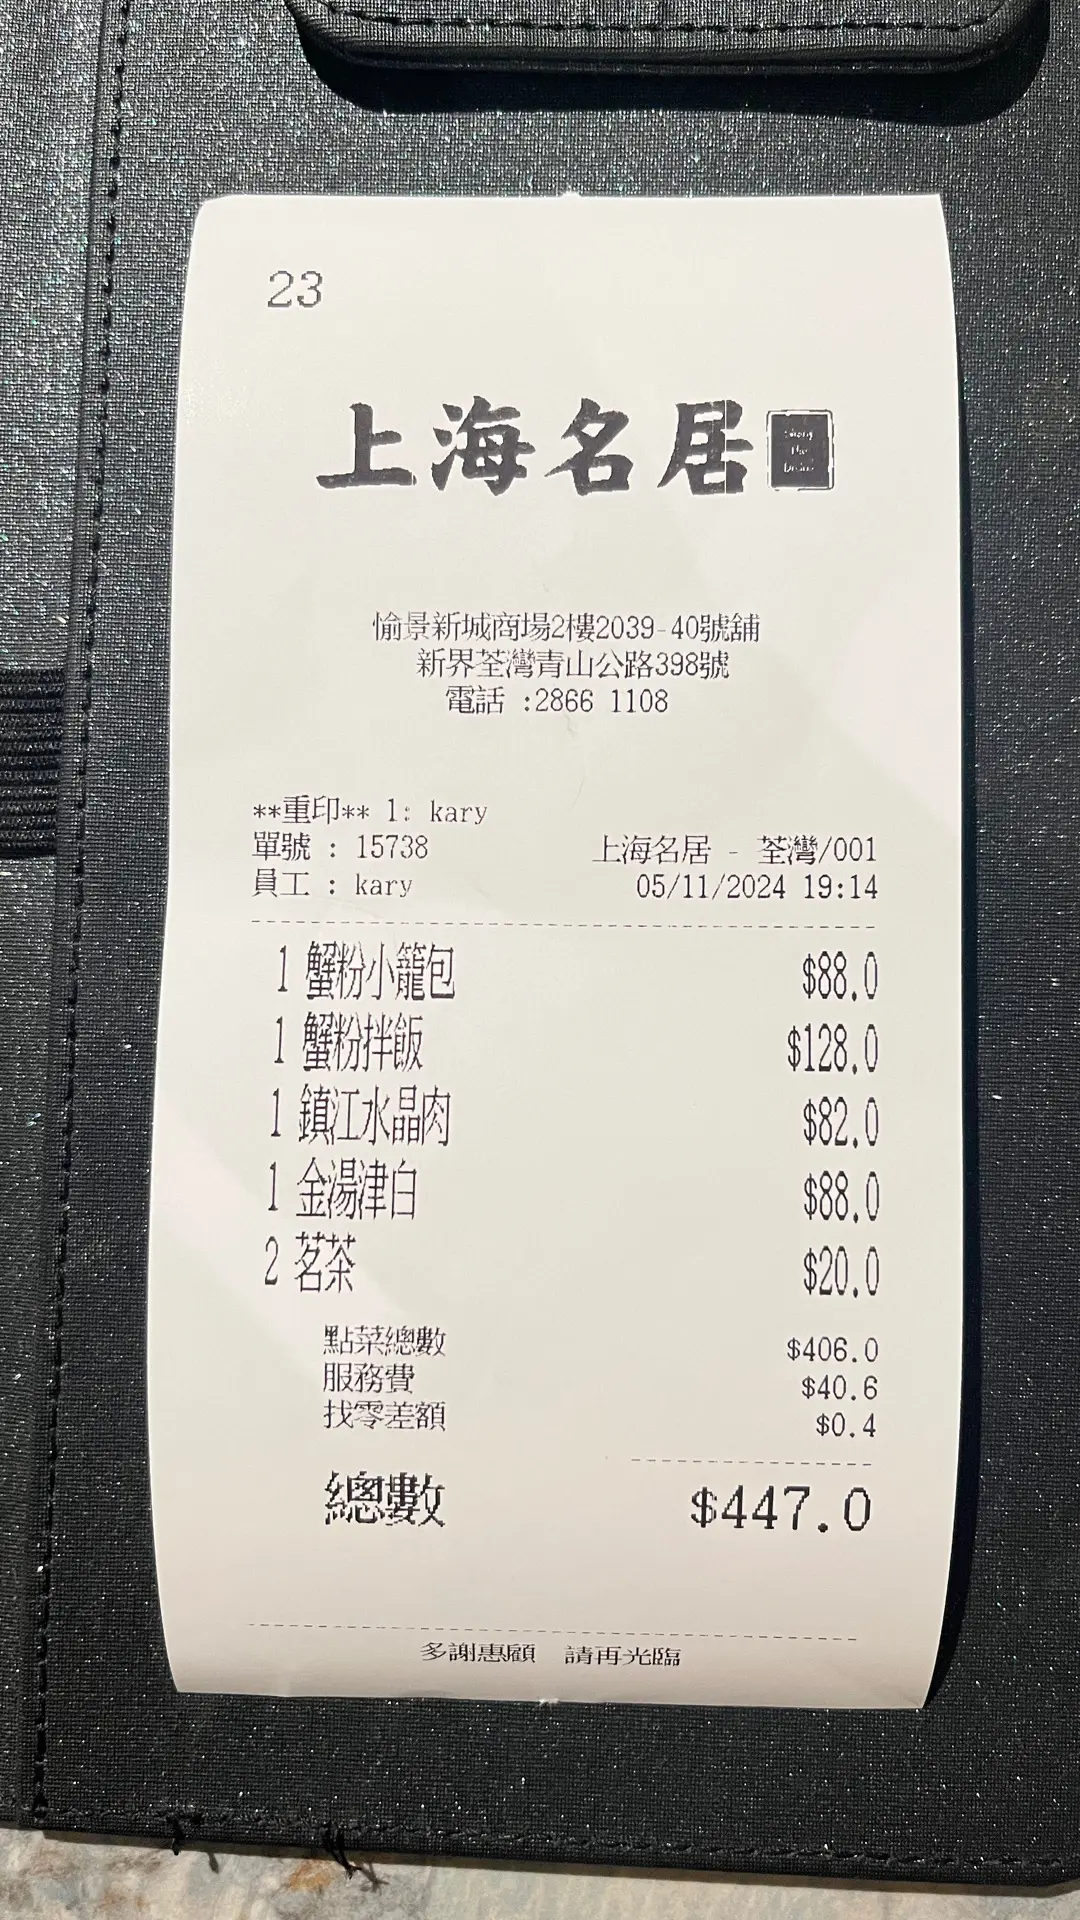 23
上海名居
愉景新城商場2樓2039-40號舖
新界荃灣青山公路398號
電話 :2866 1108
**重印** 1: kary
單號 : 15738 上海名居 - 荃灣/001
員工 : kary 05/11/2024 19:14
1 蟹粉小籠包 $88.0
1 蟹粉拌飯 $128.0
1 鎮江水晶肉 $82.0
1 金湯津白 $88.0
2 茗茶 $20.0
點菜總數 $406.0
服務費 $40.6
找零差額 $0.4
總數 $447.0
多謝惠顧 請再光臨